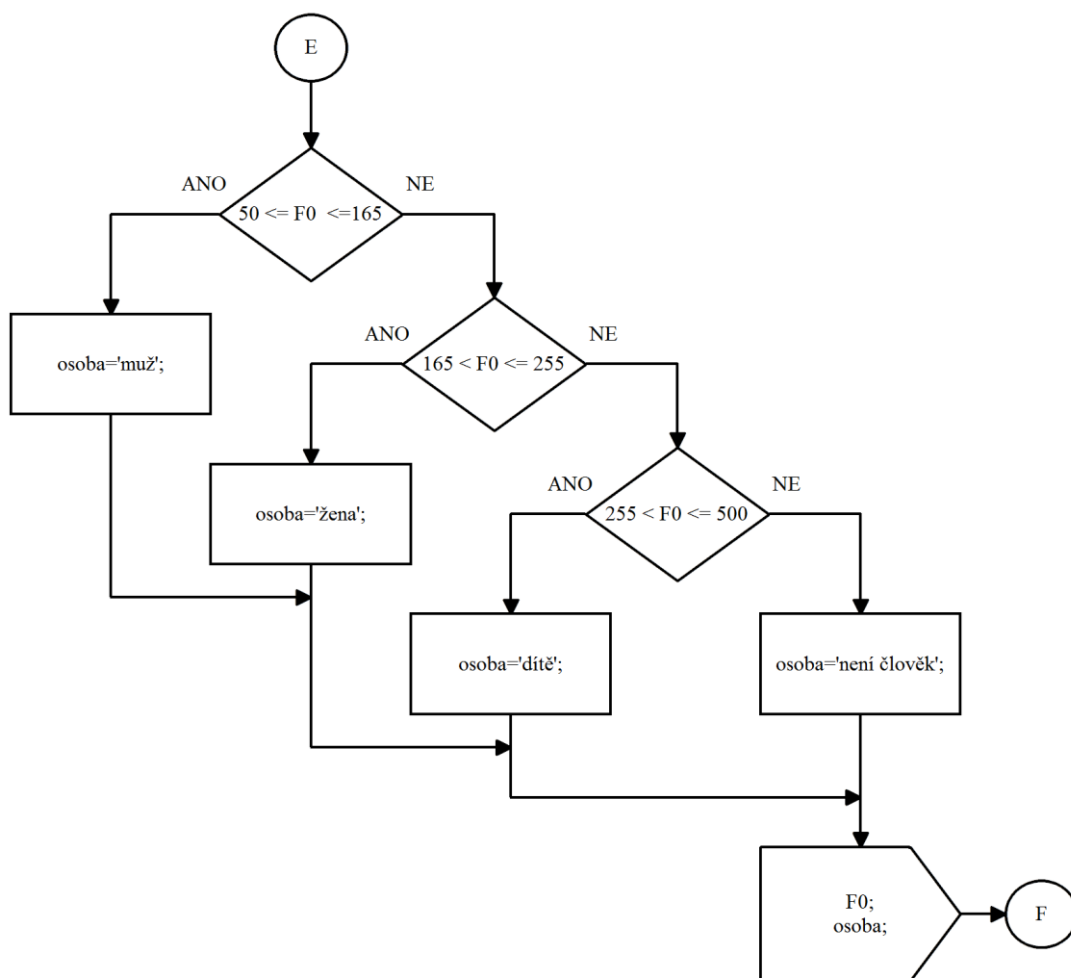 E
ANO
NE
50 <= F0 <=165
osoba='muž';
ANO
NE
165 < F0 <= 255
osoba='žena';
ANO
NE
255 < F0 <= 500
osoba='dítě';
osoba='není člověk';
F0;
osoba;
F